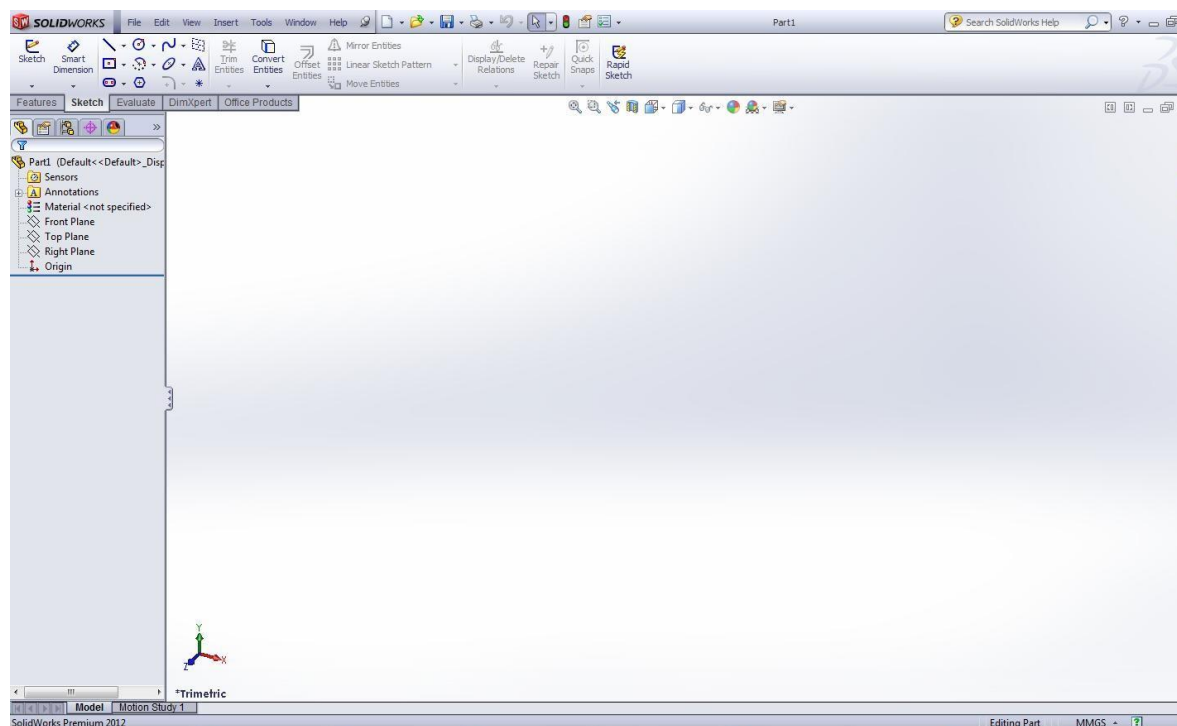 SOLIDWORKS File Edit View Insert Tools Window Help Part1 Search SolidWorks Help
Sketch Smart Dimension Trim Entities Convert Entities Offset Entities Mirror Entities Linear Sketch Pattern Move Entities Display/Delete Relations Repair Sketch Quick Snaps Rapid Sketch
Features Sketch Evaluate DimXpert Office Products
Part1 (Default<<Default>_Disp
Sensors
A Annotations
Material <not specified>
Front Plane
Top Plane
Right Plane
Origin
Y
X
Z
*Trimetric
Model Motion Study 1
SolidWorks Premium 2012 Editing Part MMGS